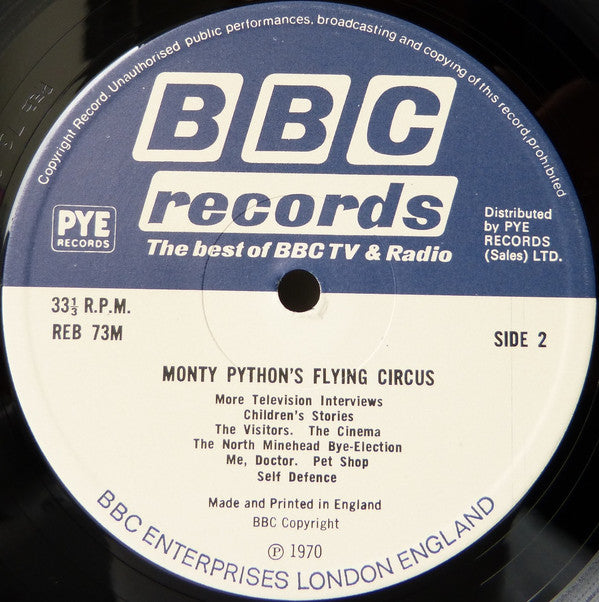 Copyright Record. Unauthorised public performances, broadcasting and copying of this record, prohibited
BBC
records
The best of BBC TV & Radio
PYE
RECORDS
Distributed
by PYE
RECORDS
(Sales) LTD.
33⅓ R.P.M.
REB 73M
SIDE 2
MONTY PYTHON'S FLYING CIRCUS
More Television Interviews
Children's Stories
The Visitors. The Cinema
The North Minehead Bye-Election
Me, Doctor. Pet Shop
Self Defence
Made and Printed in England
BBC Copyright
℗ 1970
BBC ENTERPRISES LONDON ENGLAND